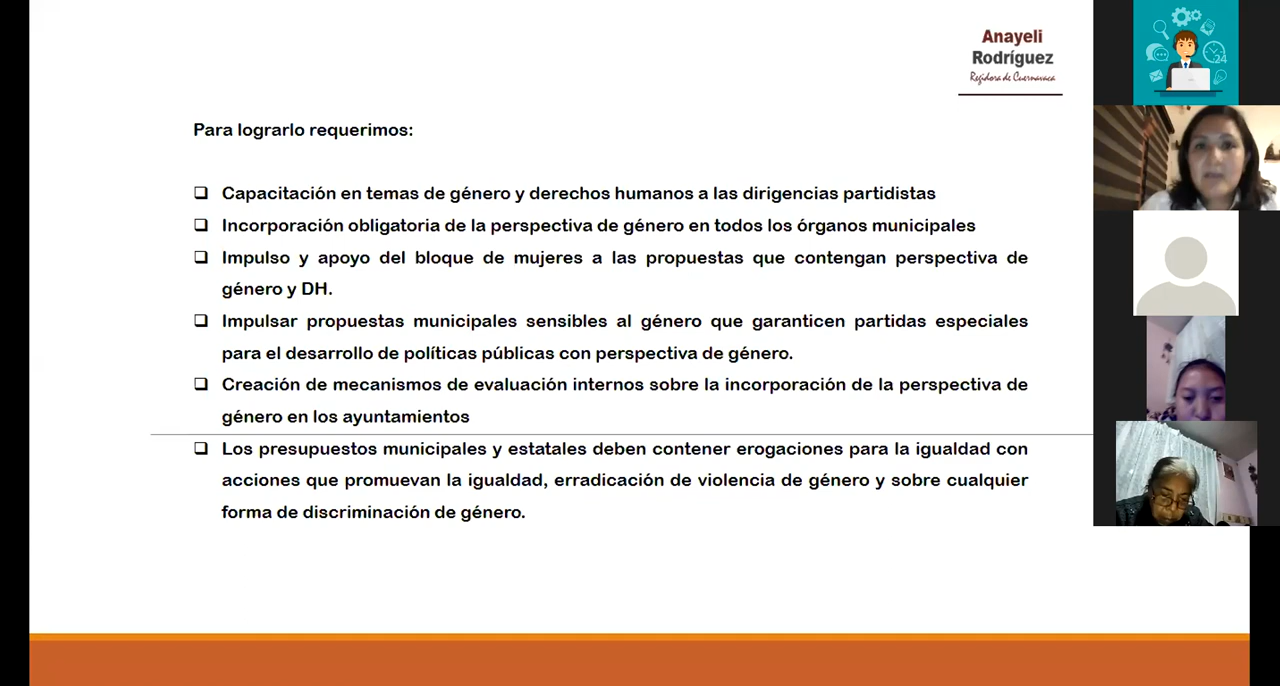 Anayeli
Rodríguez
Regidora de Cuernavaca
Para lograrlo requerimos:
Capacitación en temas de género y derechos humanos a las dirigencias partidistas
Incorporación obligatoria de la perspectiva de género en todos los órganos municipales
Impulso y apoyo del bloque de mujeres a las propuestas que contengan perspectiva de
género y DH.
Impulsar propuestas municipales sensibles al género que garanticen partidas especiales
para el desarrollo de políticas públicas con perspectiva de género.
Creación de mecanismos de evaluación internos sobre la incorporación de la perspectiva de
género en los ayuntamientos
Los presupuestos municipales y estatales deben contener erogaciones para la igualdad con
acciones que promuevan la igualdad, erradicación de violencia de género y sobre cualquier
forma de discriminación de género.
24